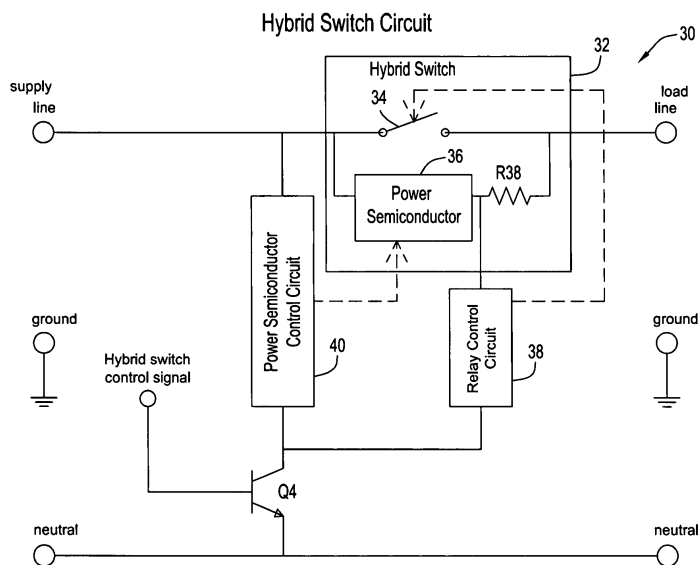 Hybrid Switch Circuit
30
32
Hybrid Switch
supply
line
34
load
line
36
R38
Power
Semiconductor
Power Semiconductor
Control Circuit
40
Relay Control
Circuit
38
ground
ground
Hybrid switch
control signal
Q4
neutral
neutral